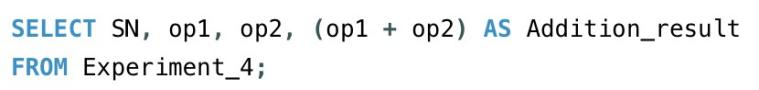 SELECT SN, op1, op2, (op1 + op2) AS Addition_result
FROM Experiment_4;